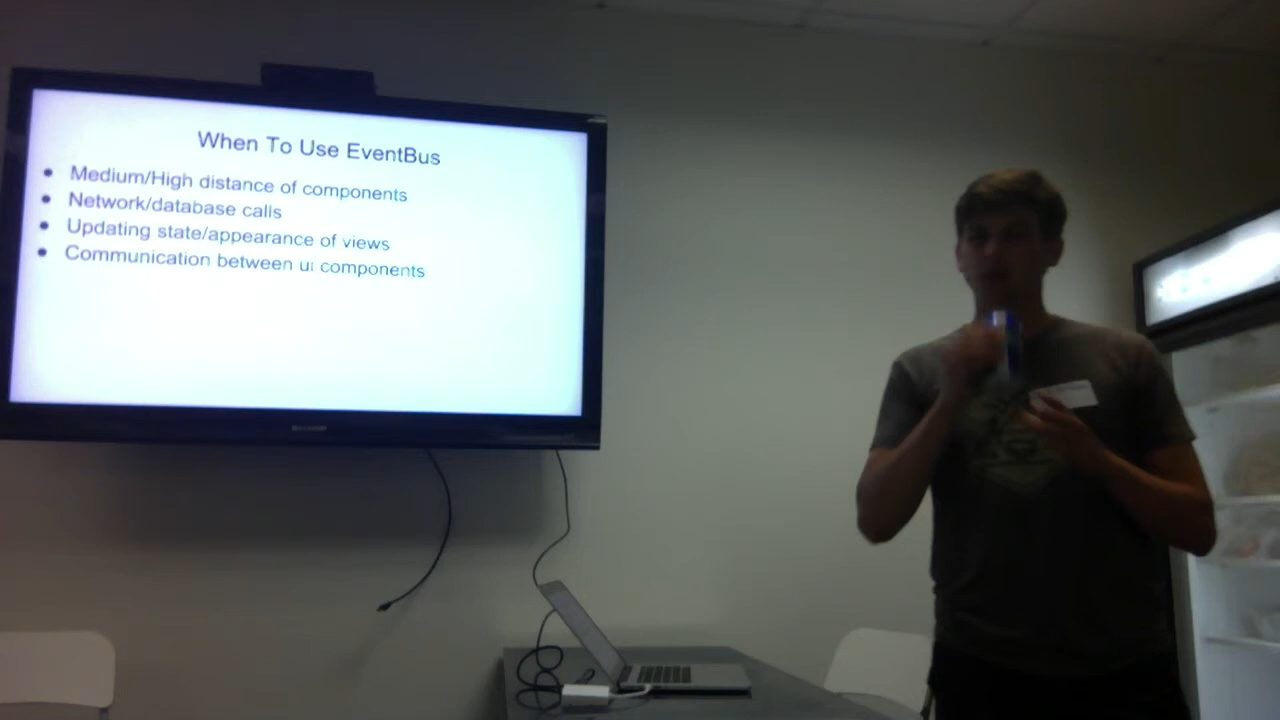 When To Use EventBus
● Medium/High distance of components
● Network/database calls
● Updating state/appearance of views
● Communication between ui components
SHARP